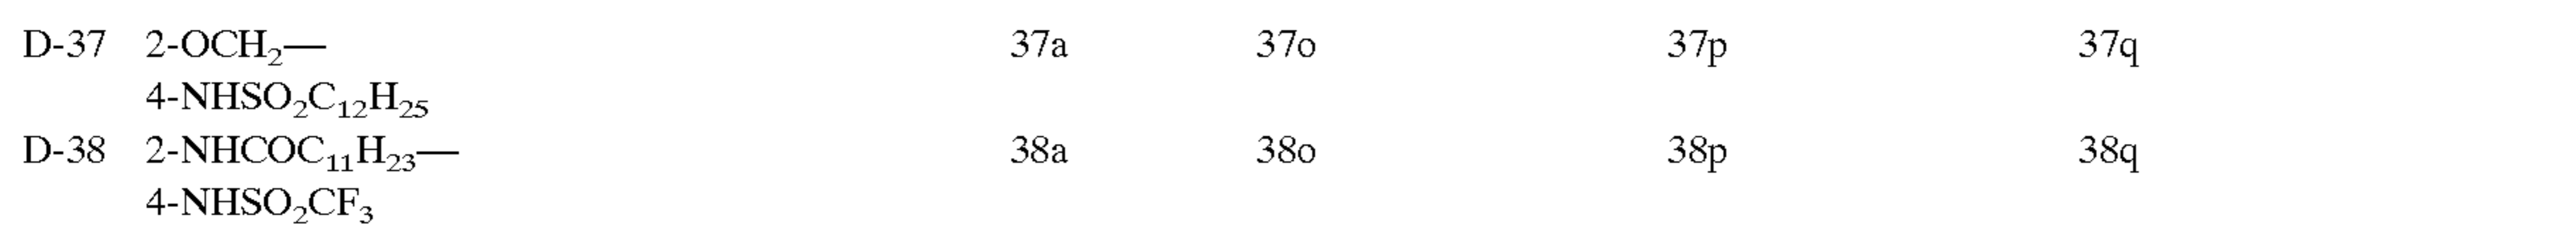 D-37 2-OCH₂— 37a 37o 37p 37q
4-NHSO₂C₁₂H₂₅
D-38 2-NHCOC₁₁H₂₃— 38a 38o 38p 38q
4-NHSO₂CF₃